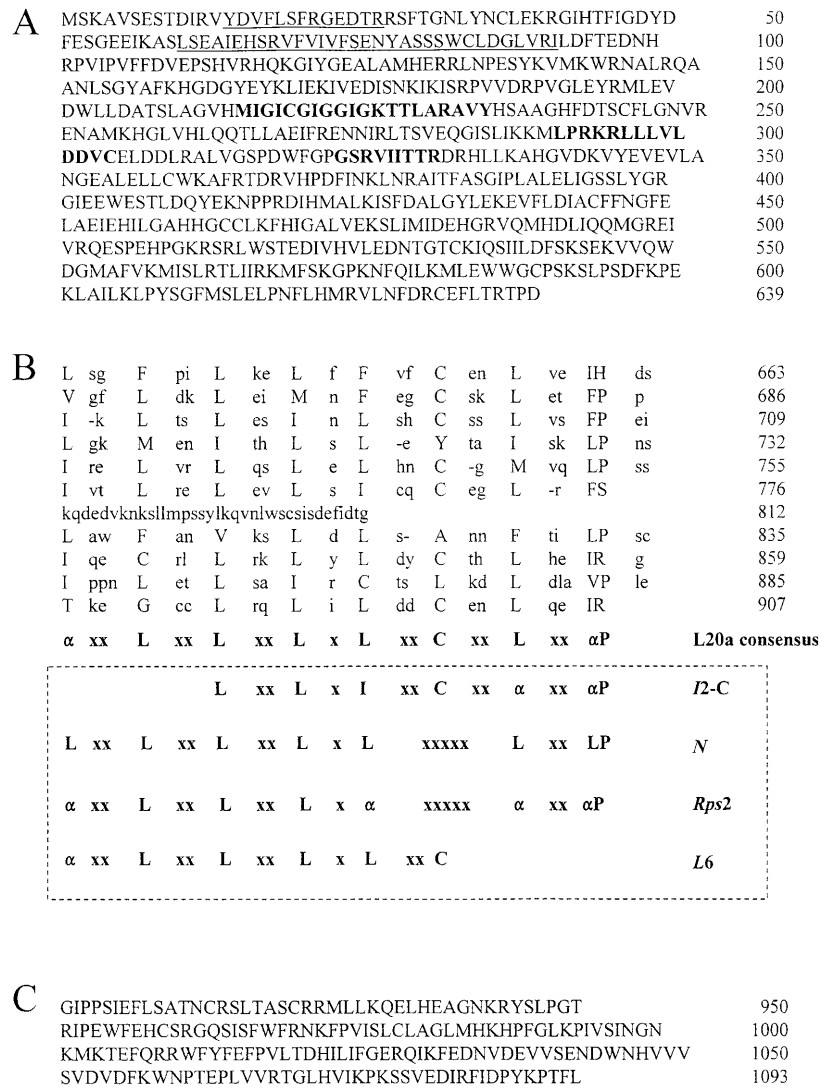 A
MSKAVSESTDIRVYDVFLSFRGEDTRRSFTGNLYNCLEKRGIHTFIGDYD 50
FESGEEIKASLSEAIEHSRVFVIVFSENYASSSWCLDGLVRILDFTEDNH 100
RPVIPVFFDVEPSHVRHQKGIYGEALAMHERRLNPESYKVMKWRNALRQA 150
ANLSGYAFKHGDGYEYKLIEKIVEDISNKIKISRPVVDRPVGLEYRMLEV 200
DWLLDATSLAGVHMIGICGIGGIGKTTLARAVYHSAAGHFDTSCFLGNVR 250
ENAMKHGLVHLQQTLLAEIFRENNIRLTSVEQGISLIKKMLPRKRLLLVL 300
DDVCELDDLRALVGSPDWFGPGSRVIITTRDRHLLKAHGVDKVYEVEVLA 350
NGEALELLCWKAFRTDRVHPDFINKLNRAITFASGIPLALELIGSSLYGR 400
GIEEWESTLDQYEKNPPRDIHMALKISFDALGYLEKEVFLDIACFFNGFE 450
LAEIEHILGAHHGCCLKFHIGALVEKSLIMIDEHGRVQMHDLIQQMGREI 500
VRQESPEHPGKRSRLWSTEDIVHVLEDNTGTCKIQSIILDFSKSEKVVQW 550
DGMAFVKMISLRTLIIRKMFSKGPKNFQILKMLEWWGCPSKSLPSDFKPE 600
KLAILKLPYSGFMSLELPNFLHMRVLNFDRCEFLTRTPD 639
B
L sg F pi L ke L f F vf C en L ve IH ds 663
V gf L dk L ei M n F eg C sk L et FP p 686
I -k L ts L es I n L sh C ss L vs FP ei 709
L gk M en I th L s L -e Y ta I sk LP ns 732
I re L vr L qs L e L hn C -g M vq LP ss 755
I vt L re L ev L s I cq C eg L -r FS 776
kqdedvknksllmpssylkqvnlwscsisdefidtg 812
L aw F an V ks L d L s- A nn F ti LP sc 835
I qe C rl L rk L y L dy C th L he IR g 859
I ppn L et L sa I r C ts L kd L dla VP le 885
T ke G cc L rq L i L dd C en L qe IR 907
α xx L xx L xx L x L xx C xx L xx αP L20a consensus
L xx L x I xx C xx α xx αP I2-C
L xx L xx L xx L x L xxxxx L xx LP N
α xx L xx L xx L x α xxxxx α xx αP Rps2
α xx L xx L xx L x L xx C L6
C
GIPPSIEFLSATNCRSLTASCRRMLLKQELHEAGNKRYSLPGT 950
RIPEWFEHCSRGQSISFWFRNKFPVISLCLAGLMHKHPFGLKPIVSINGN 1000
KMKTEFQRRWFYFEFPVLTDHILIFGERQIKFEDNVDEVVSENDWNHVVV 1050
SVDVDFKWNPTEPLVVRTGLHVIKPKSSVEDIRFIDPYKPTFL 1093